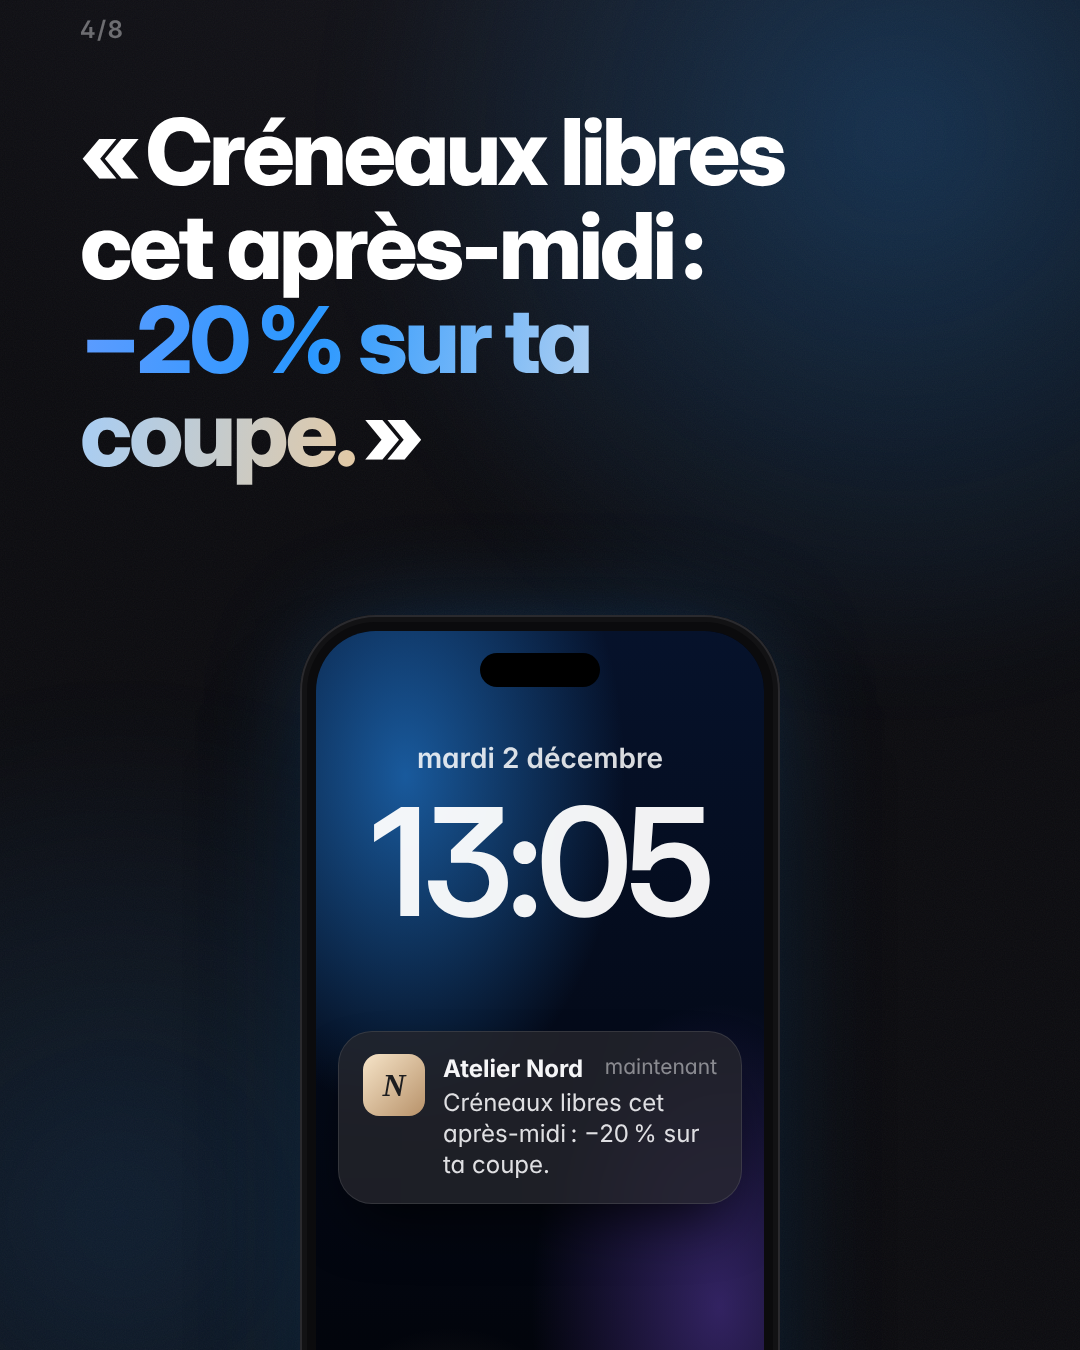 4/8
« Créneaux libres
cet après-midi :
−20 % sur ta
coupe. »
mardi 2 décembre
13:05
N
Atelier Nord maintenant
Créneaux libres cet
après-midi : −20 % sur
ta coupe.